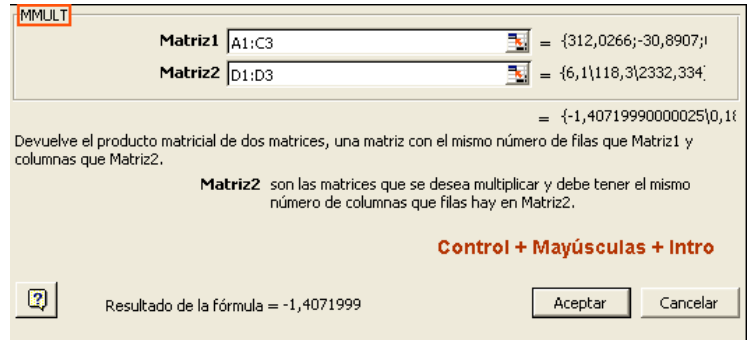 MMULT
Matriz1 A1:C3 = {312,0266;-30,8907;
Matriz2 D1:D3 = {6,1\118,3\2332,334
= {-1,40719990000025\0,18
Devuelve el producto matricial de dos matrices, una matriz con el mismo número de filas que Matriz1 y
columnas que Matriz2.
Matriz2 son las matrices que se desea multiplicar y debe tener el mismo
número de columnas que filas hay en Matriz2.
Control + Mayúsculas + Intro
Resultado de la fórmula = -1,4071999
Aceptar Cancelar